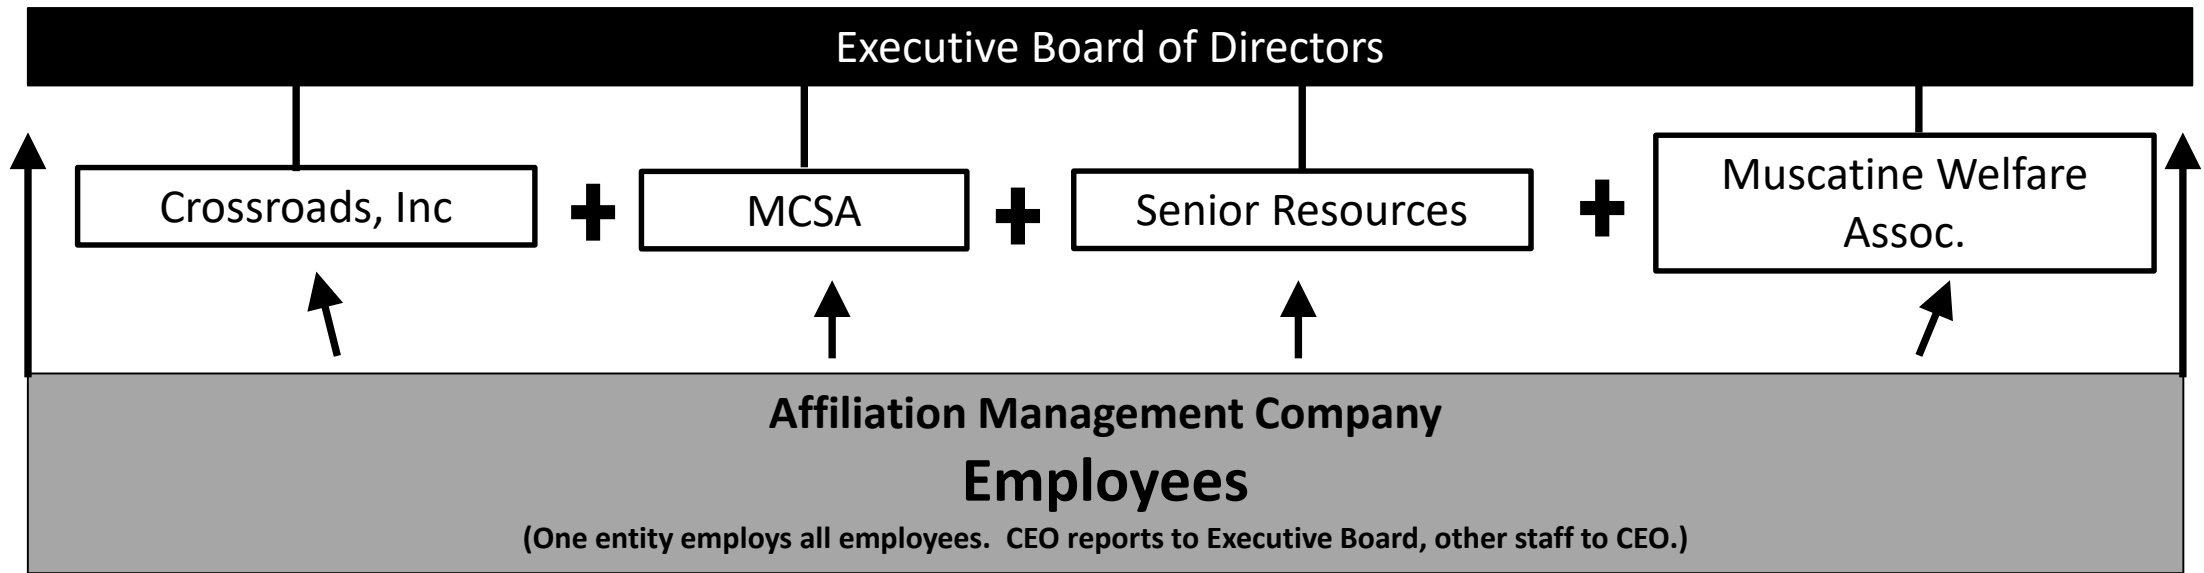 Executive Board of Directors
Crossroads, Inc
MCSA
Senior Resources
Muscatine Welfare
Assoc.
Affiliation Management Company
Employees
(One entity employs all employees.  CEO reports to Executive Board, other staff to CEO.)